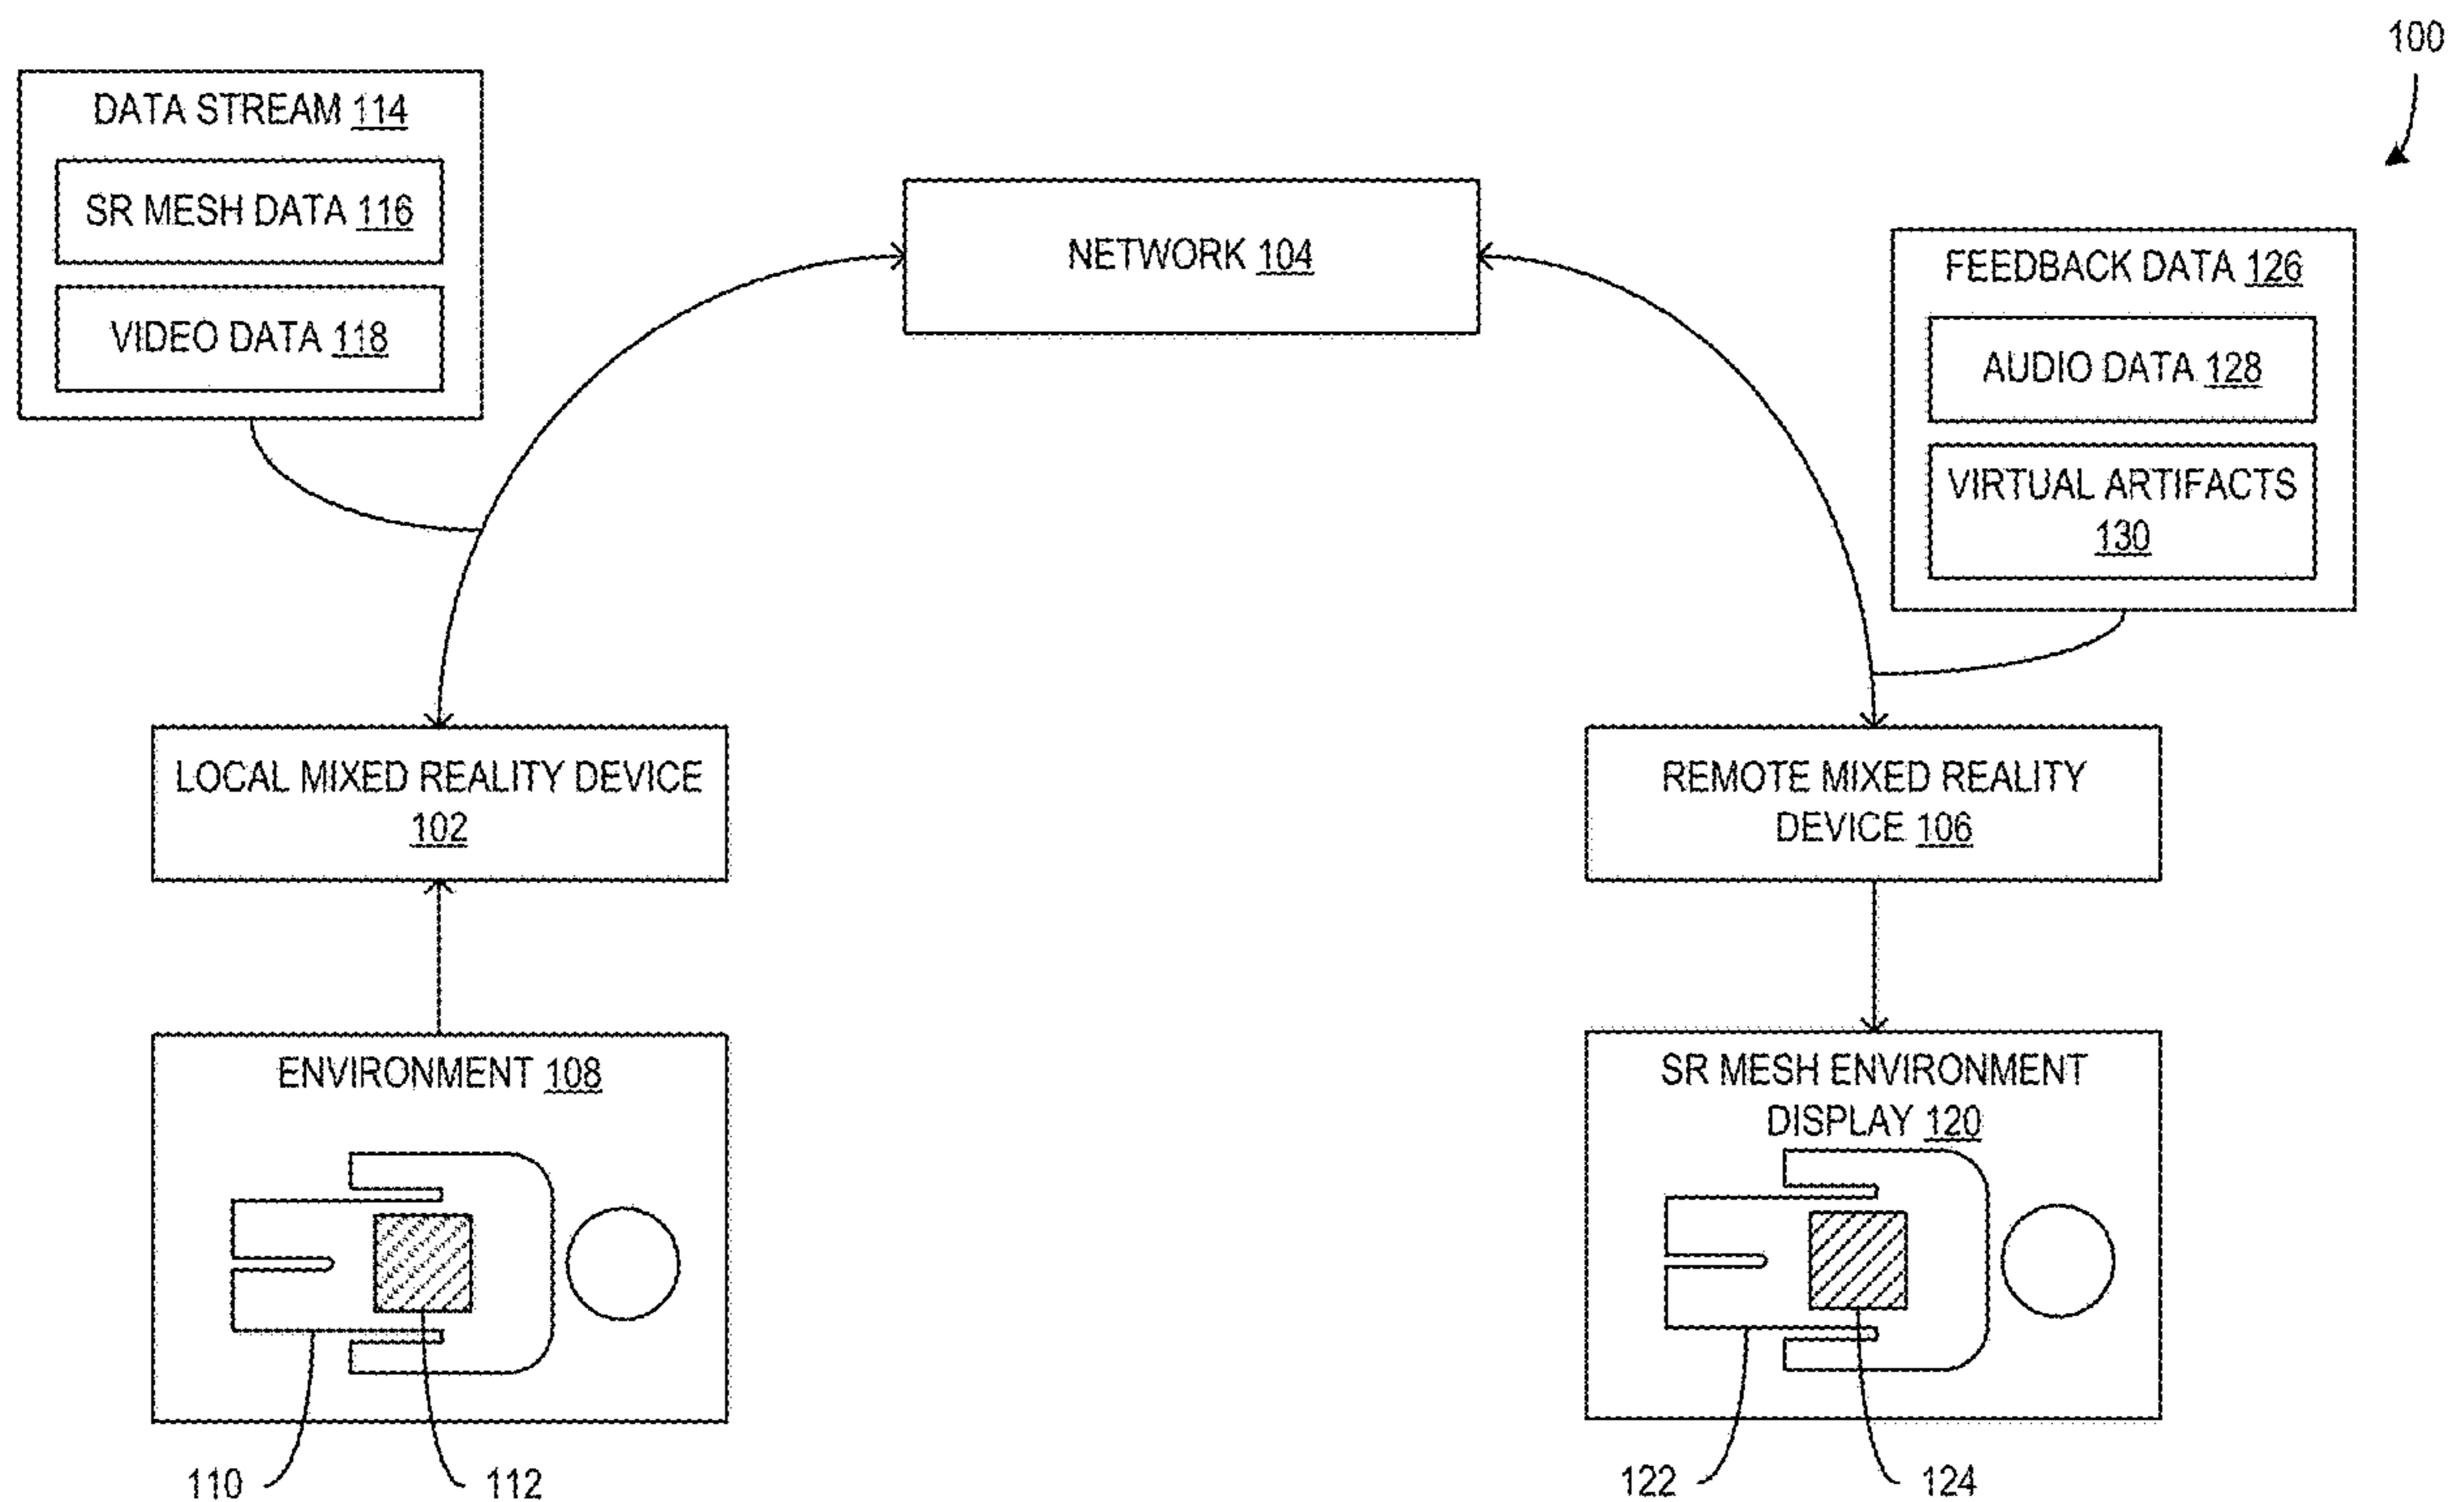 100
DATA STREAM 114
SR MESH DATA 116
VIDEO DATA 118
NETWORK 104
FEEDBACK DATA 126
AUDIO DATA 128
VIRTUAL ARTIFACTS
130
LOCAL MIXED REALITY DEVICE
102
REMOTE MIXED REALITY
DEVICE 106
ENVIRONMENT 108
110
112
SR MESH ENVIRONMENT
DISPLAY 120
122
124